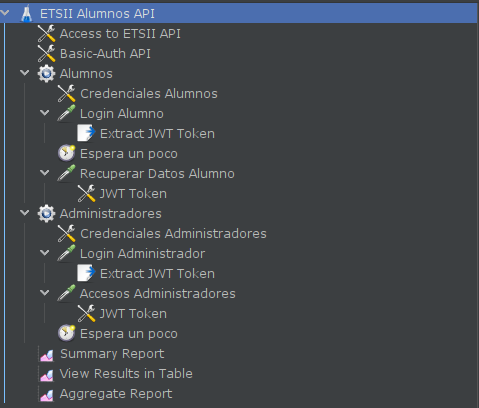 ETSII Alumnos API
Access to ETSII API
Basic-Auth API
Alumnos
Credenciales Alumnos
Login Alumno
Extract JWT Token
Espera un poco
Recuperar Datos Alumno
JWT Token
Administradores
Credenciales Administradores
Login Administrador
Extract JWT Token
Accesos Administradores
JWT Token
Espera un poco
Summary Report
View Results in Table
Aggregate Report